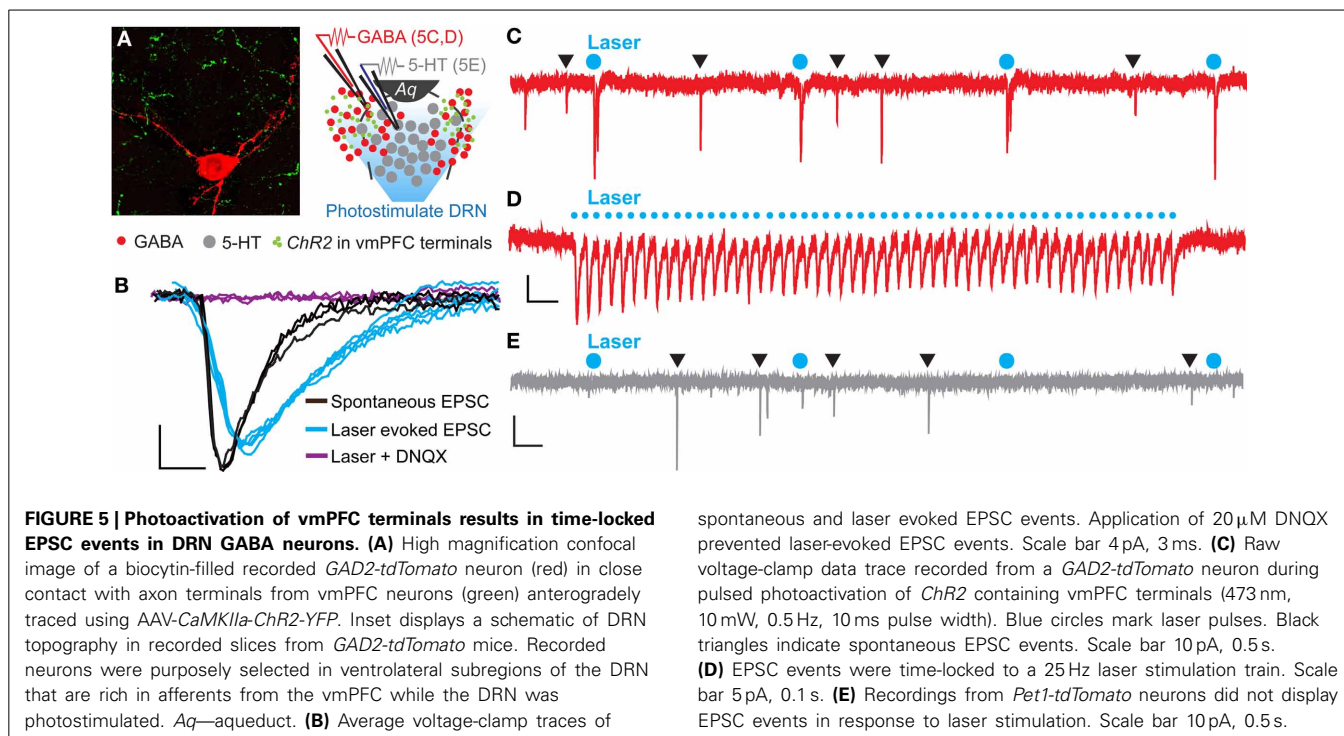 A
GABA (5C,D)
5-HT (5E)
Aq
Photostimulate DRN
GABA 5-HT ChR2 in vmPFC terminals
B
Spontaneous EPSC
Laser evoked EPSC
Laser + DNQX
C
Laser
D
Laser
E
Laser
FIGURE 5 | Photoactivation of vmPFC terminals results in time-locked
EPSC events in DRN GABA neurons. (A) High magnification confocal
image of a biocytin-filled recorded GAD2-tdTomato neuron (red) in close
contact with axon terminals from vmPFC neurons (green) anterogradely
traced using AAV-CaMKIIa-ChR2-YFP. Inset displays a schematic of DRN
topography in recorded slices from GAD2-tdTomato mice. Recorded
neurons were purposely selected in ventrolateral subregions of the DRN
that are rich in afferents from the vmPFC while the DRN was
photostimulated. Aq—aqueduct. (B) Average voltage-clamp traces of
spontaneous and laser evoked EPSC events. Application of 20 μM DNQX
prevented laser-evoked EPSC events. Scale bar 4 pA, 3 ms. (C) Raw
voltage-clamp data trace recorded from a GAD2-tdTomato neuron during
pulsed photoactivation of ChR2 containing vmPFC terminals (473 nm,
10 mW, 0.5 Hz, 10 ms pulse width). Blue circles mark laser pulses. Black
triangles indicate spontaneous EPSC events. Scale bar 10 pA, 0.5 s.
(D) EPSC events were time-locked to a 25 Hz laser stimulation train. Scale
bar 5 pA, 0.1 s. (E) Recordings from Pet1-tdTomato neurons did not display
EPSC events in response to laser stimulation. Scale bar 10 pA, 0.5 s.